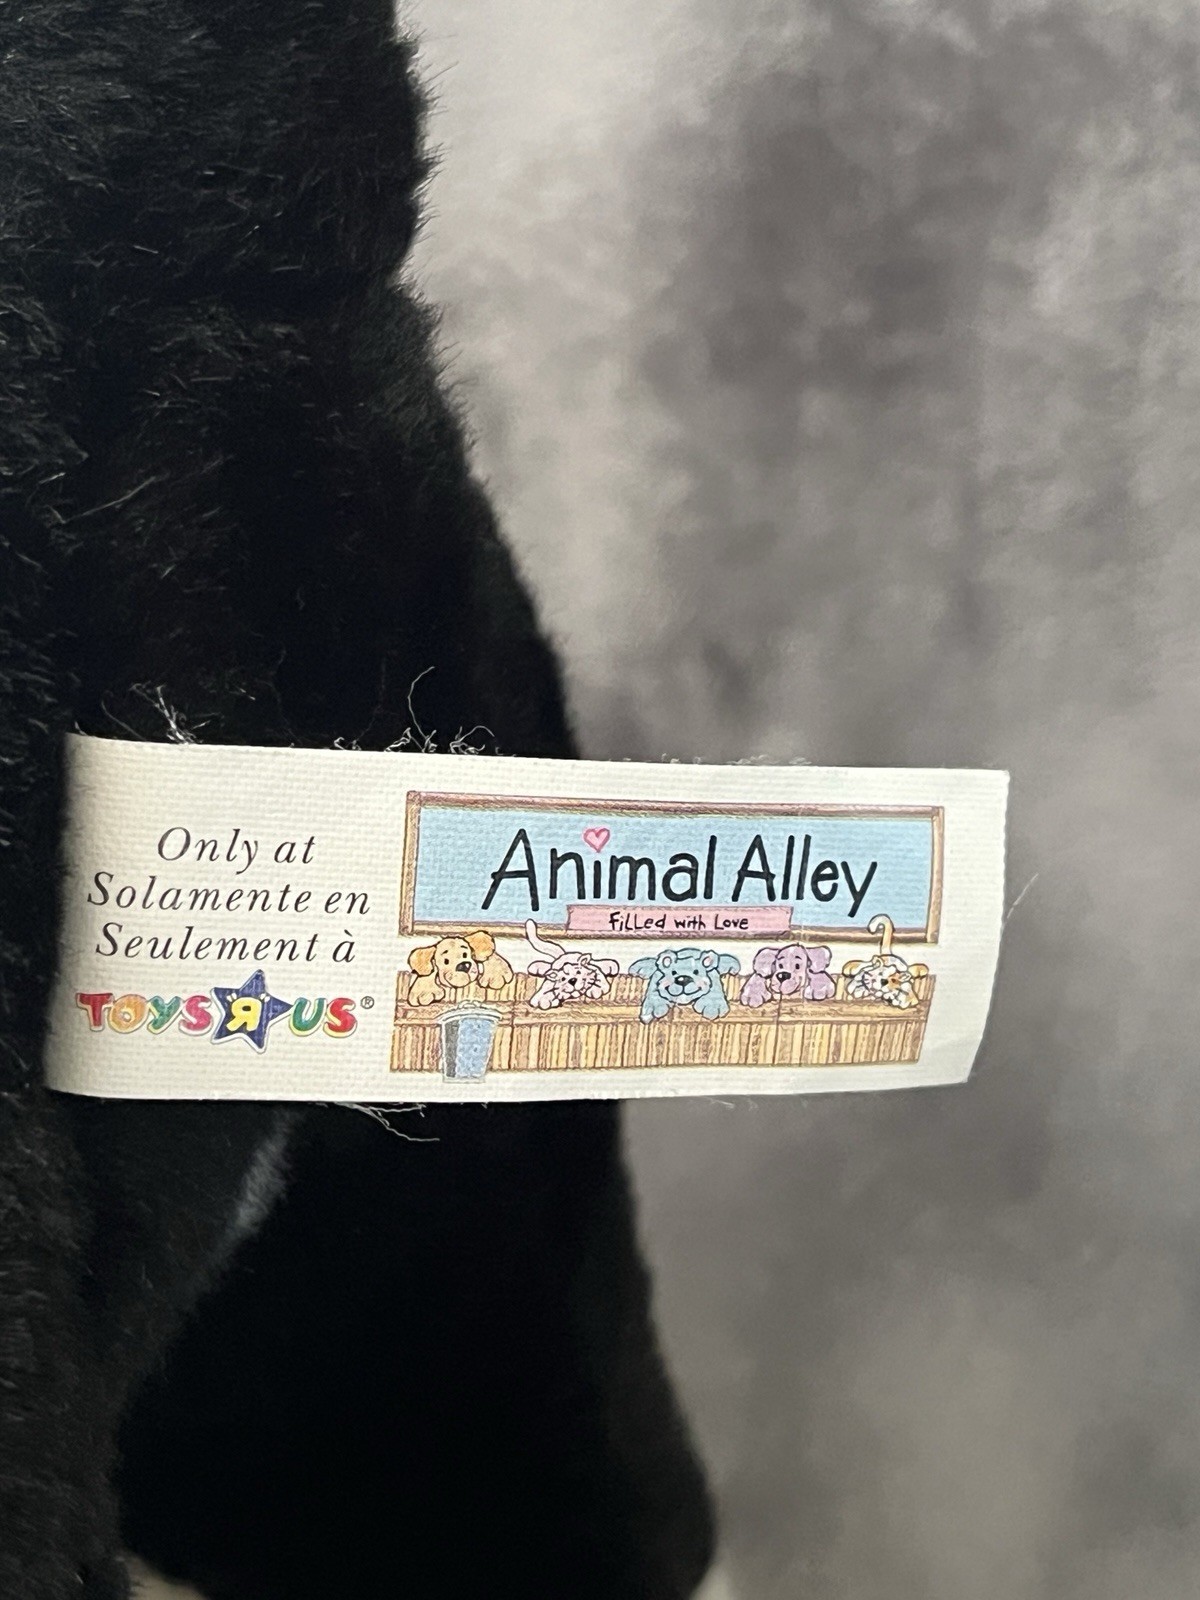 Only at
Solamente en
Seulement à
TOYS R US®
Animal Alley
FiLLed with Love